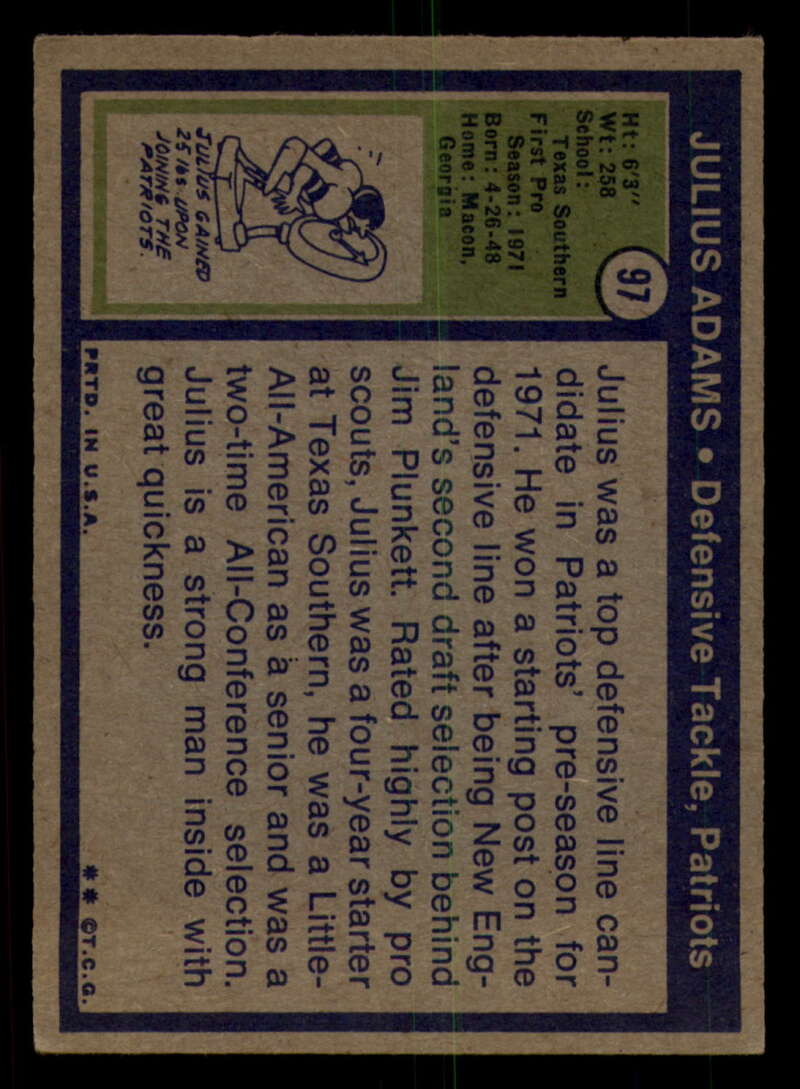 JULIUS ADAMS • Defensive Tackle, Patriots
97
Ht: 6'3"
Wt: 258
School:
Texas Southern
First Pro
Season: 1971
Born: 4-26-48
Home: Macon,
Georgia
JULIUS GAINED
25 lbs. UPON
JOINING THE
PATRIOTS.
Julius was a top defensive line can-
didate in Patriots' pre-season for
1971. He won a starting post on the
defensive line after being New Eng-
land's second draft selection behind
Jim Plunkett. Rated highly by pro
scouts, Julius was a four-year starter
at Texas Southern, he was a Little-
All-American as a senior and was a
two-time All-Conference selection.
Julius is a strong man inside with
great quickness.
PRTD. IN U.S.A.
** ©T.C.G.